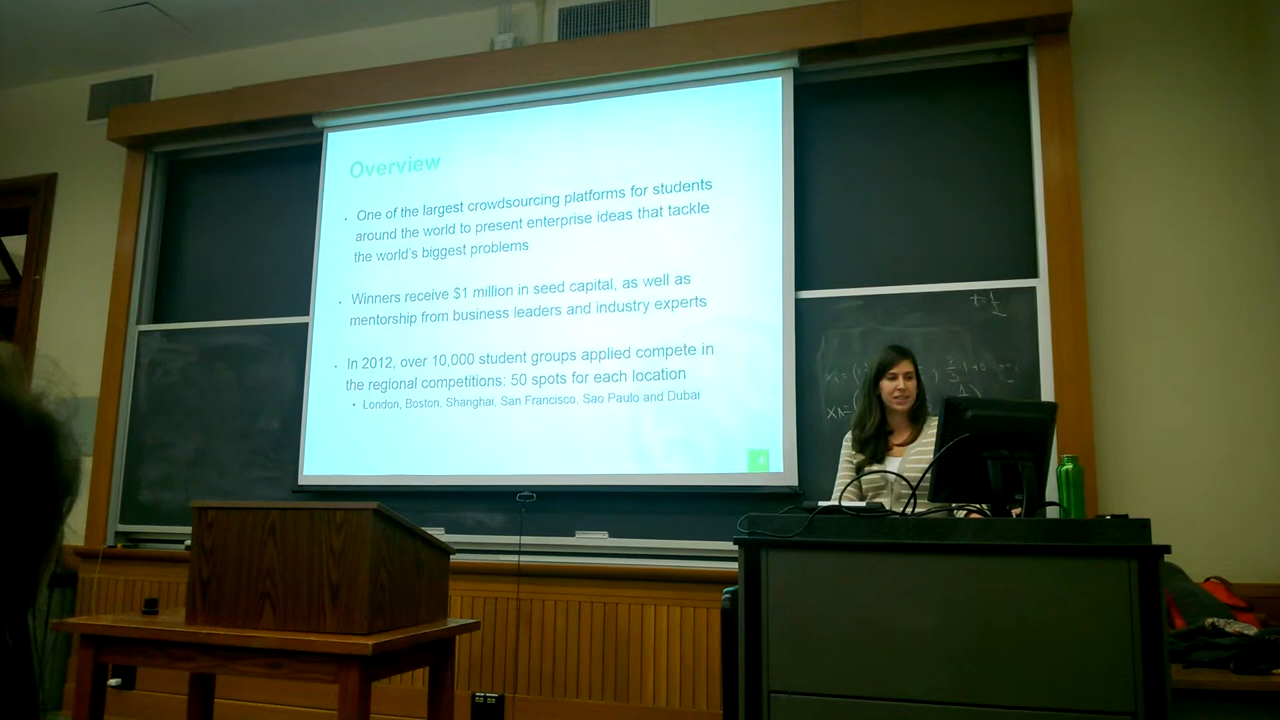 Overview
• One of the largest crowdsourcing platforms for students
around the world to present enterprise ideas that tackle
the world's biggest problems
• Winners receive $1 million in seed capital, as well as
mentorship from business leaders and industry experts
• In 2012, over 10,000 student groups applied compete in
the regional competitions: 50 spots for each location
• London, Boston, Shanghai, San Francisco, Sao Paulo and Dubai